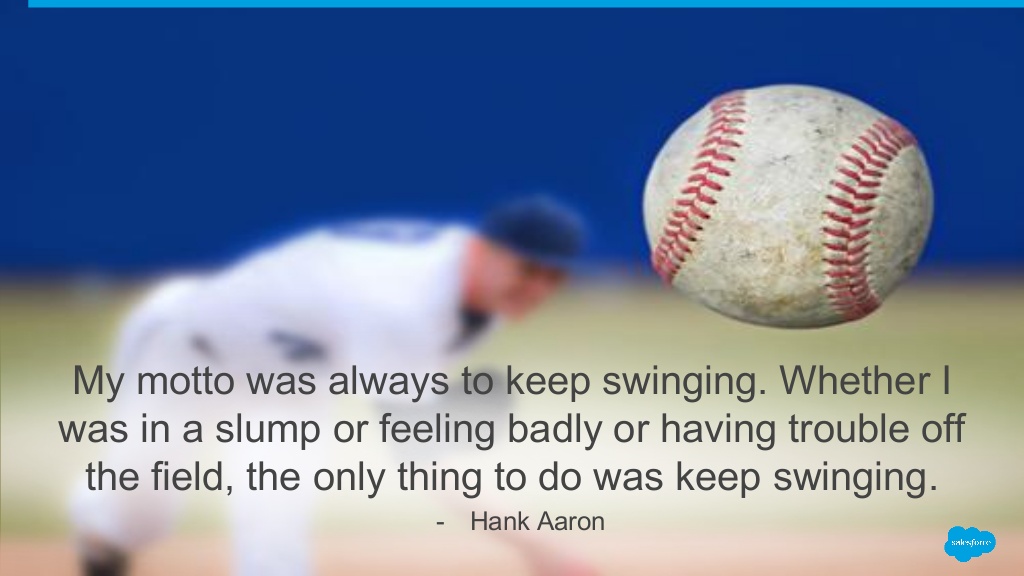 My motto was always to keep swinging. Whether I
was in a slump or feeling badly or having trouble off
the field, the only thing to do was keep swinging.
- Hank Aaron
salesforce